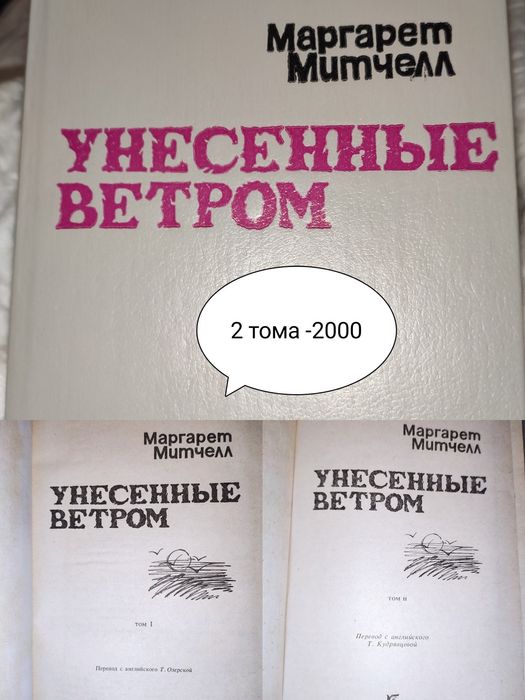 Маргарет
Митчелл
УНЕСЕННЫЕ
ВЕТРОМ
2 тома -2000
Маргарет
Митчелл
УНЕСЕННЫЕ
ВЕТРОМ
ТОМ I
Перевод с английского Т. Озерской
Маргарет
Митчелл
УНЕСЕННЫЕ
ВЕТРОМ
ТОМ II
Перевод с английского
Т. Кудрявцевой